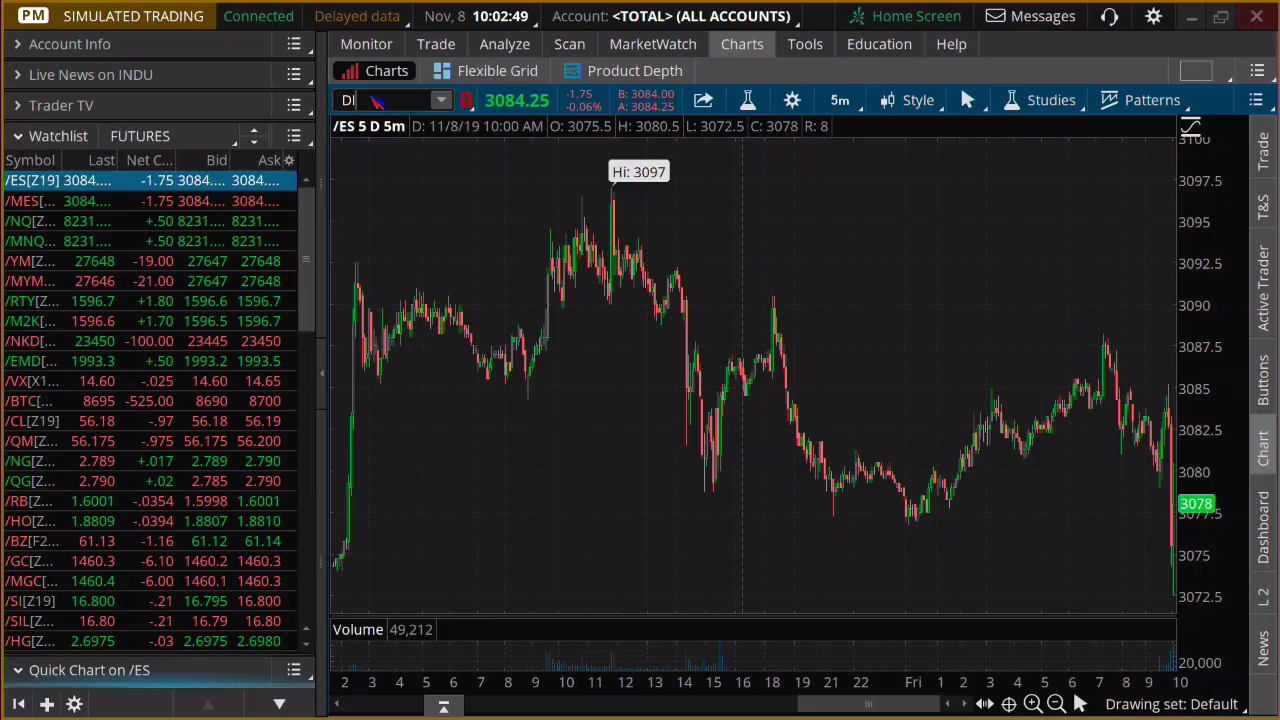 PM SIMULATED TRADING Connected Delayed data Nov, 8 10:02:49 Account: <TOTAL> (ALL ACCOUNTS) Home Screen Messages
Account Info
Live News on INDU
Trader TV
Watchlist FUTURES
Symbol Last Net C... Bid Ask
/ES[Z19] 3084.... -1.75 3084.... 3084....
/MES[... 3084.... -1.75 3084.... 3084....
/NQ[Z... 8231.... +.50 8231.... 8231....
/MNQ... 8231.... +.50 8231.... 8231....
/YM[Z... 27648 -19.00 27647 27648
/MYM... 27646 -21.00 27647 27648
/RTY[Z... 1596.7 +1.80 1596.6 1596.7
/M2K[... 1596.6 +1.70 1596.5 1596.7
/NKD[... 23450 -100.00 23445 23450
/EMD[... 1993.3 +.50 1993.2 1993.5
/VX[X1... 14.60 -.025 14.60 14.65
/BTC[... 8695 -525.00 8690 8700
/CL[Z19] 56.18 -.97 56.18 56.19
/QM[... 56.175 -.975 56.175 56.200
/NG[Z... 2.789 +.017 2.789 2.790
/QG[Z... 2.790 +.02 2.785 2.790
/RB[Z... 1.6001 -.0354 1.5998 1.6001
/HO[Z... 1.8809 -.0394 1.8807 1.8810
/BZ[F2... 61.13 -1.16 61.12 61.14
/GC[Z... 1460.3 -6.10 1460.2 1460.3
/MGC[... 1460.4 -6.00 1460.1 1460.3
/SI[Z19] 16.800 -.21 16.795 16.800
/SIL[Z... 16.80 -.21 16.79 16.80
/HG[Z... 2.6975 -.03 2.6975 2.6980
Quick Chart on /ES
Monitor Trade Analyze Scan MarketWatch Charts Tools Education Help
Charts Flexible Grid Product Depth
DI 3084.25 -1.75 B: 3084.00 5m Style Studies Patterns
-0.06% A: 3084.25
/ES 5 D 5m D: 11/8/19 10:00 AM O: 3075.5 H: 3080.5 L: 3072.5 C: 3078 R: 8
Hi: 3097
3100
3097.5
3095
3092.5
3090
3087.5
3085
3082.5
3080
3078
3077.5
3075
3072.5
Volume 49,212
20,000
2 3 4 5 6 7 8 9 10 11 12 13 14 15 16 17 18 19 21 22 Fri 1 2 3 4 5 6 7 8 9 10
Drawing set: Default
Trade
T&S
Active Trader
Buttons
Chart
Dashboard
L 2
News